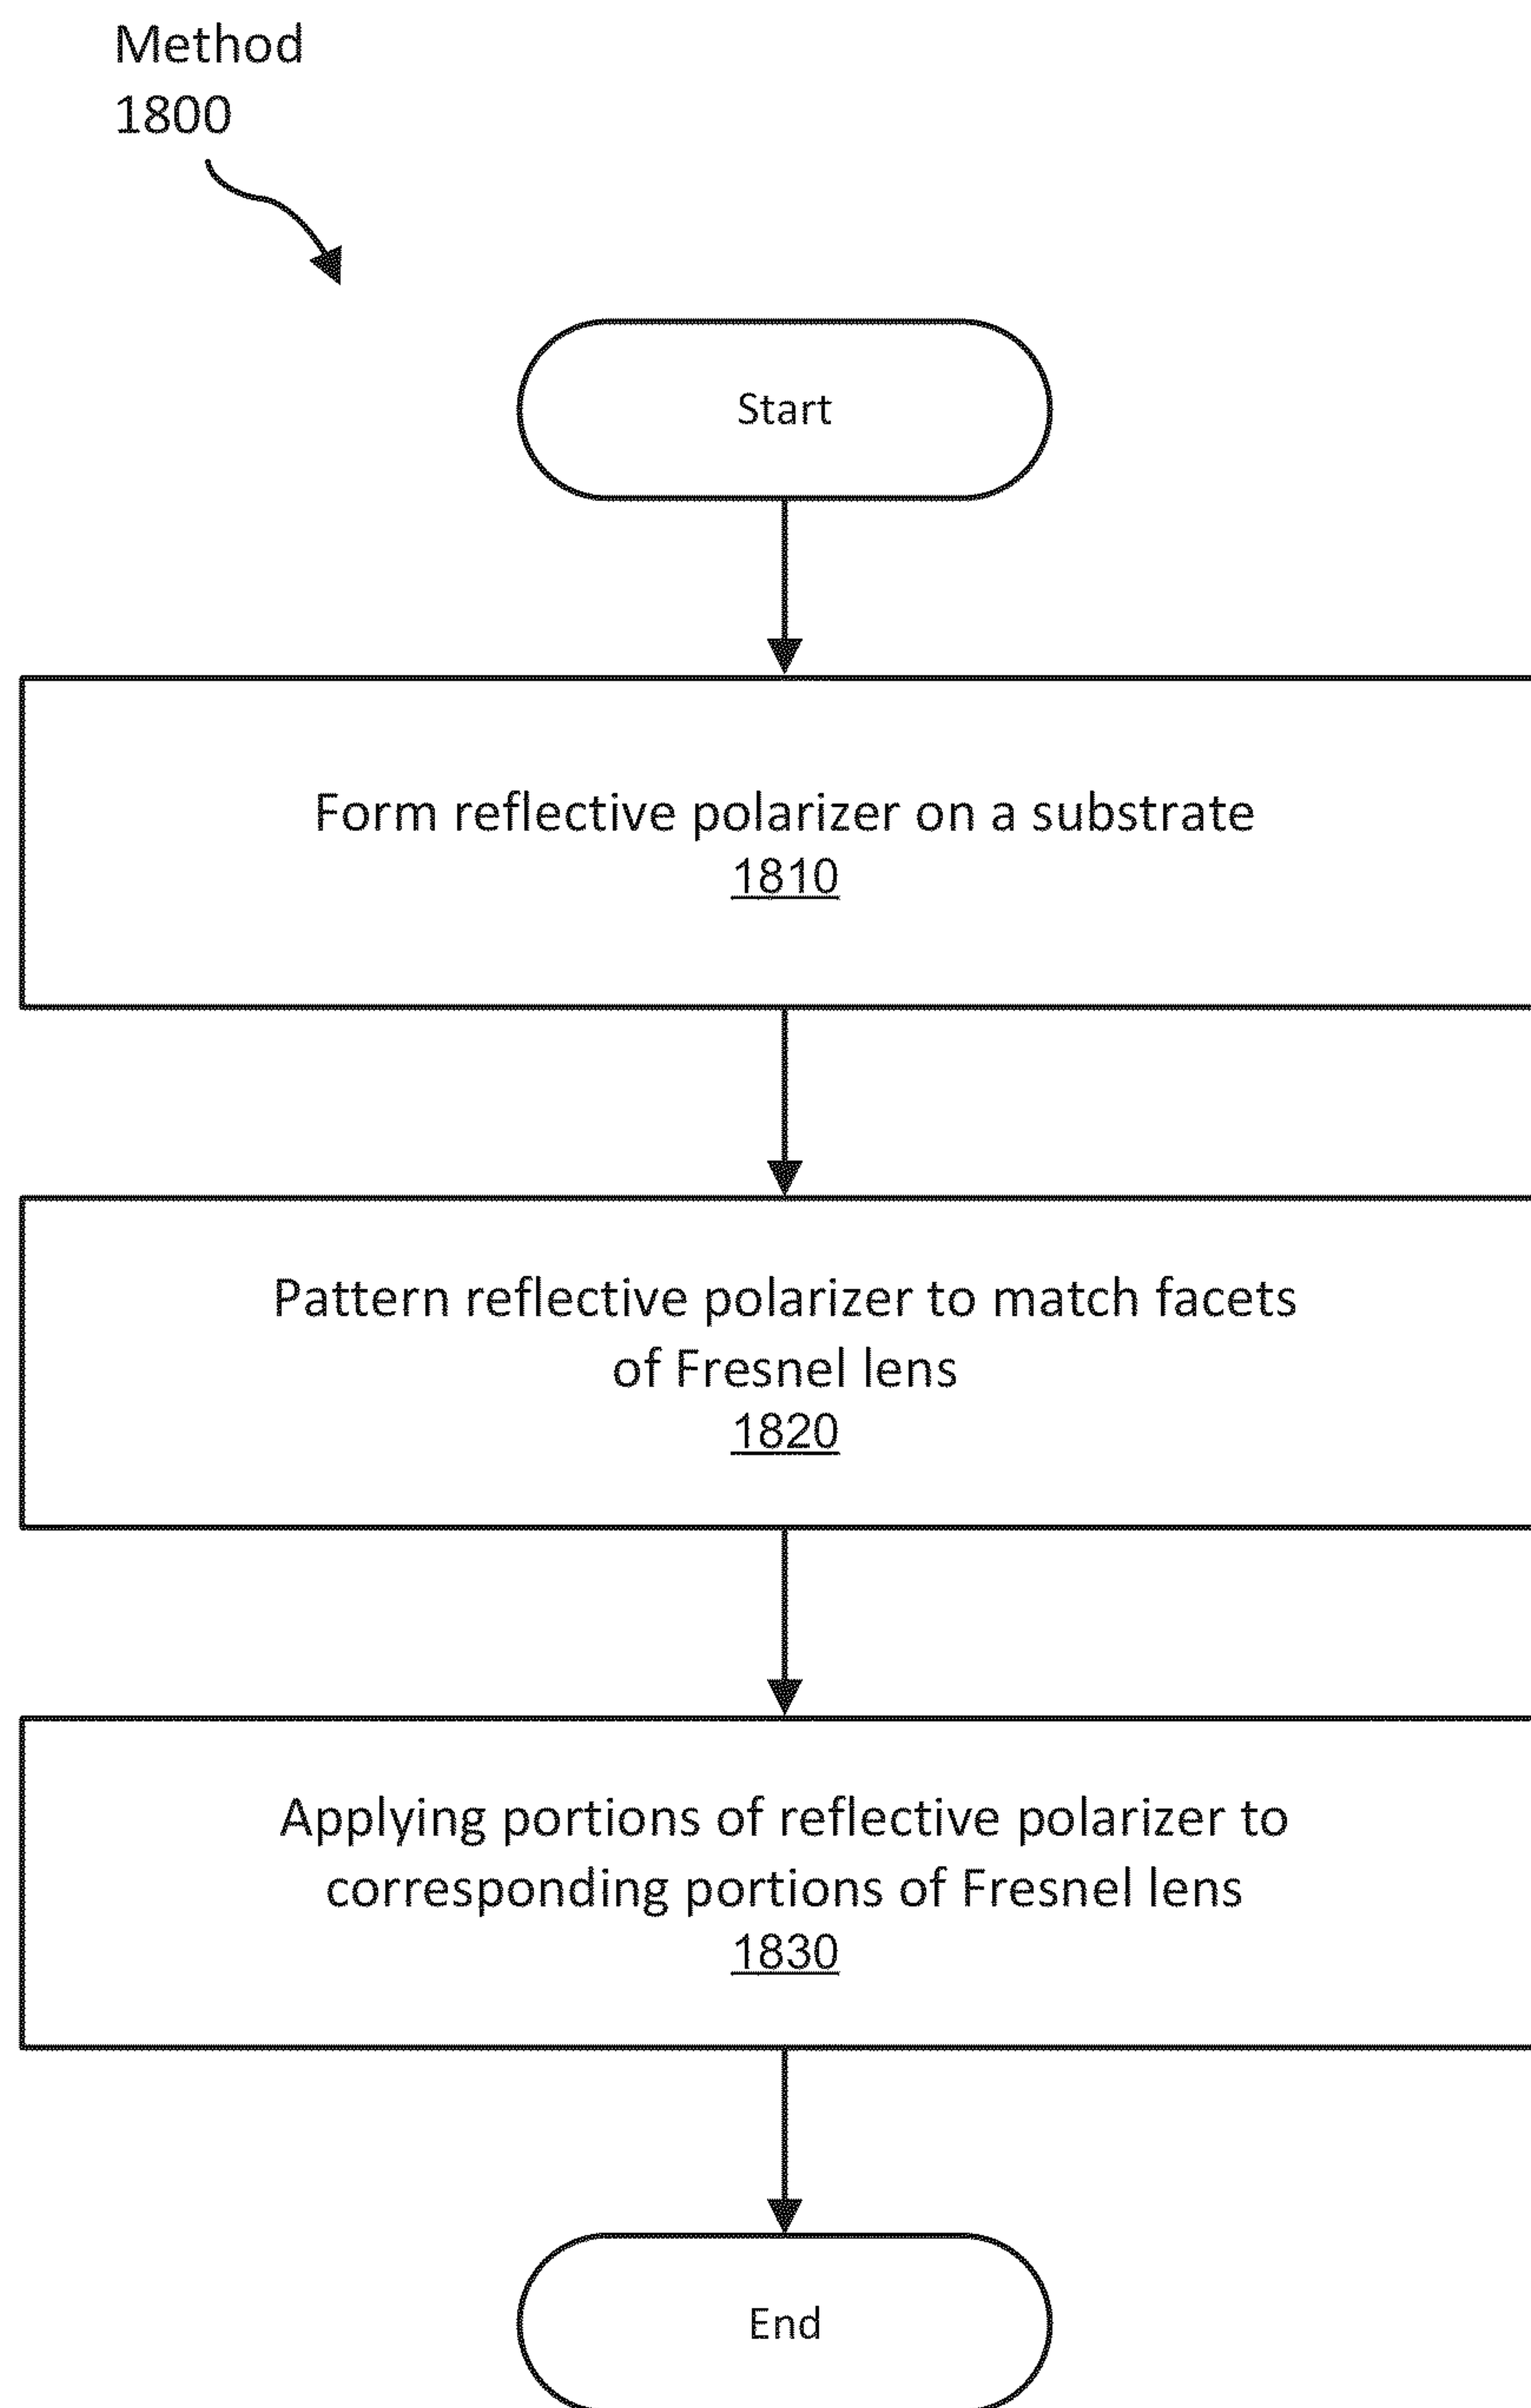 Method
1800
Start
Form reflective polarizer on a substrate
1810
Pattern reflective polarizer to match facets
of Fresnel lens
1820
Applying portions of reflective polarizer to
corresponding portions of Fresnel lens
1830
End